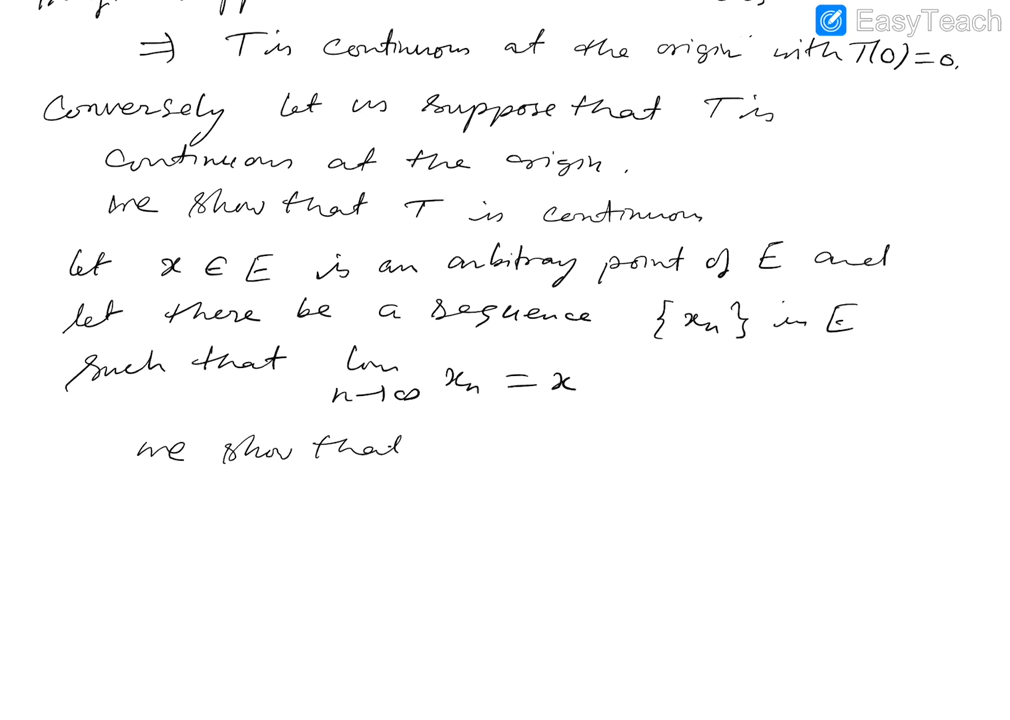 EasyTeach
⇒ T is continuous at the origin with T(0)=0.
Conversely let us suppose that T is
continuous at the origin.
we show that T is continuous
let x ∈ E is an arbitray point of E and
let there be a sequence {xn} in E
such that lim n→∞ xn = x
we show that